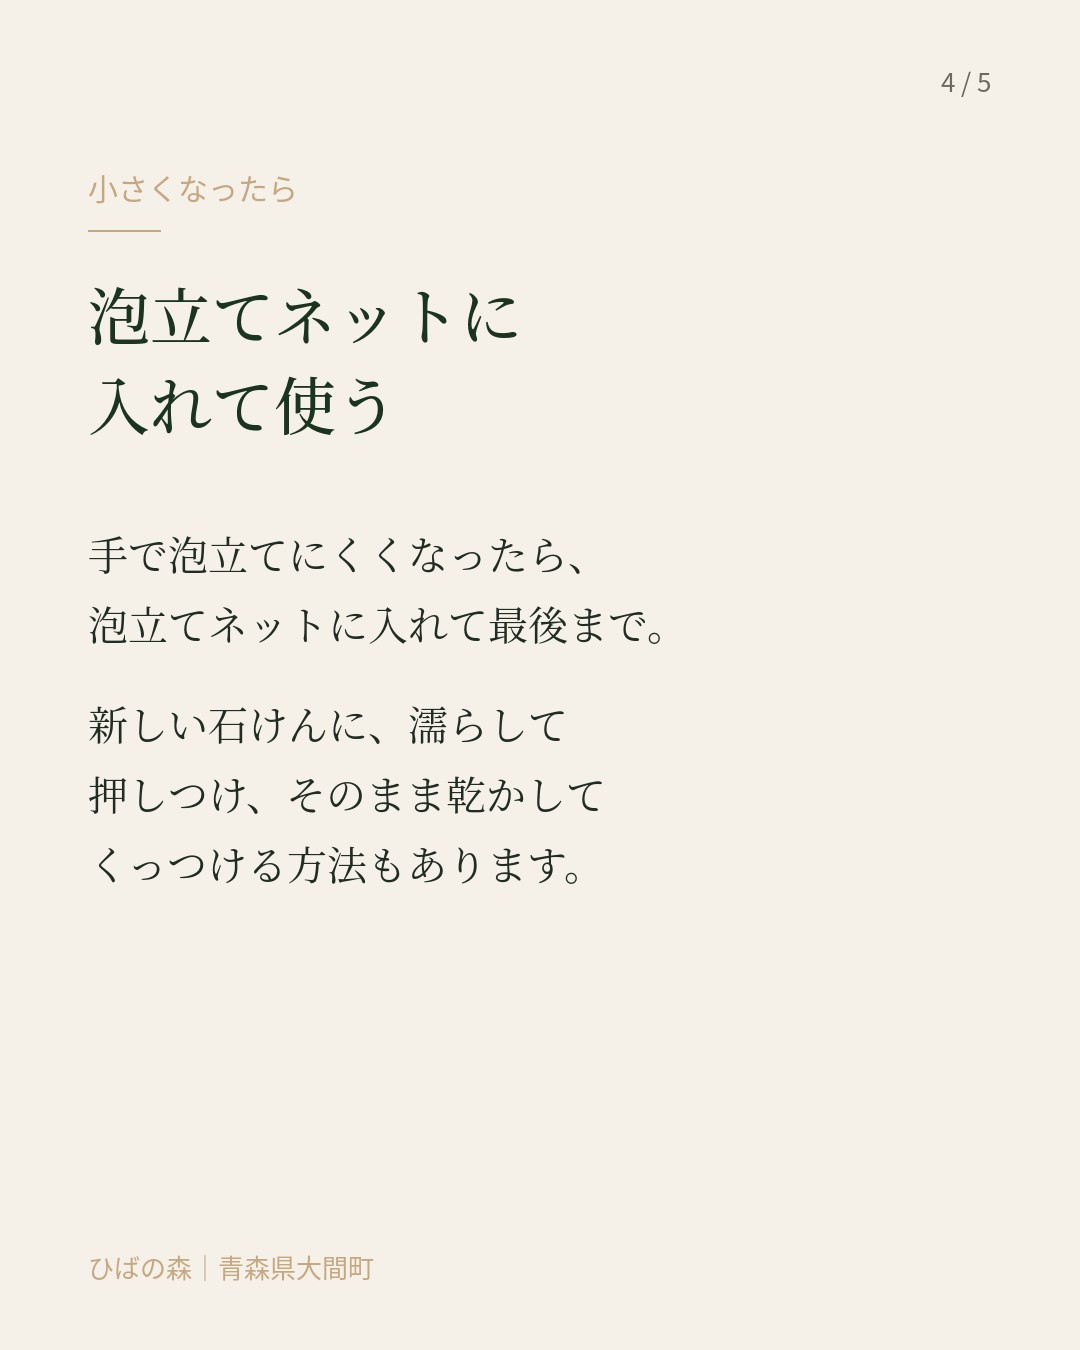 4 / 5
小さくなったら
泡立てネットに
入れて使う
手で泡立てにくくなったら、
泡立てネットに入れて最後まで。
新しい石けんに、濡らして
押しつけ、そのまま乾かして
くっつける方法もあります。
ひばの森｜青森県大間町